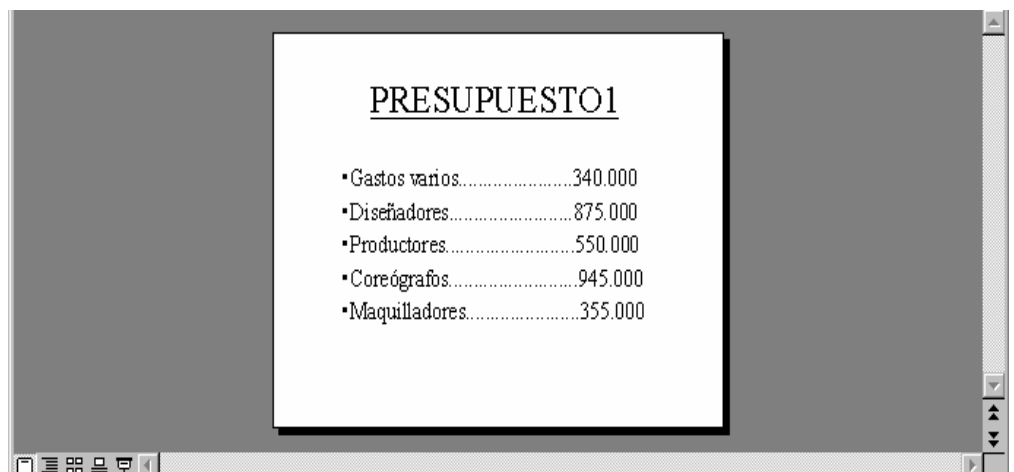 PRESUPUESTO1
▪Gastos varios.......................340.000
▪Diseñadores.........................875.000
▪Productores..........................550.000
▪Coreógrafos..........................945.000
▪Maquilladores.......................355.000